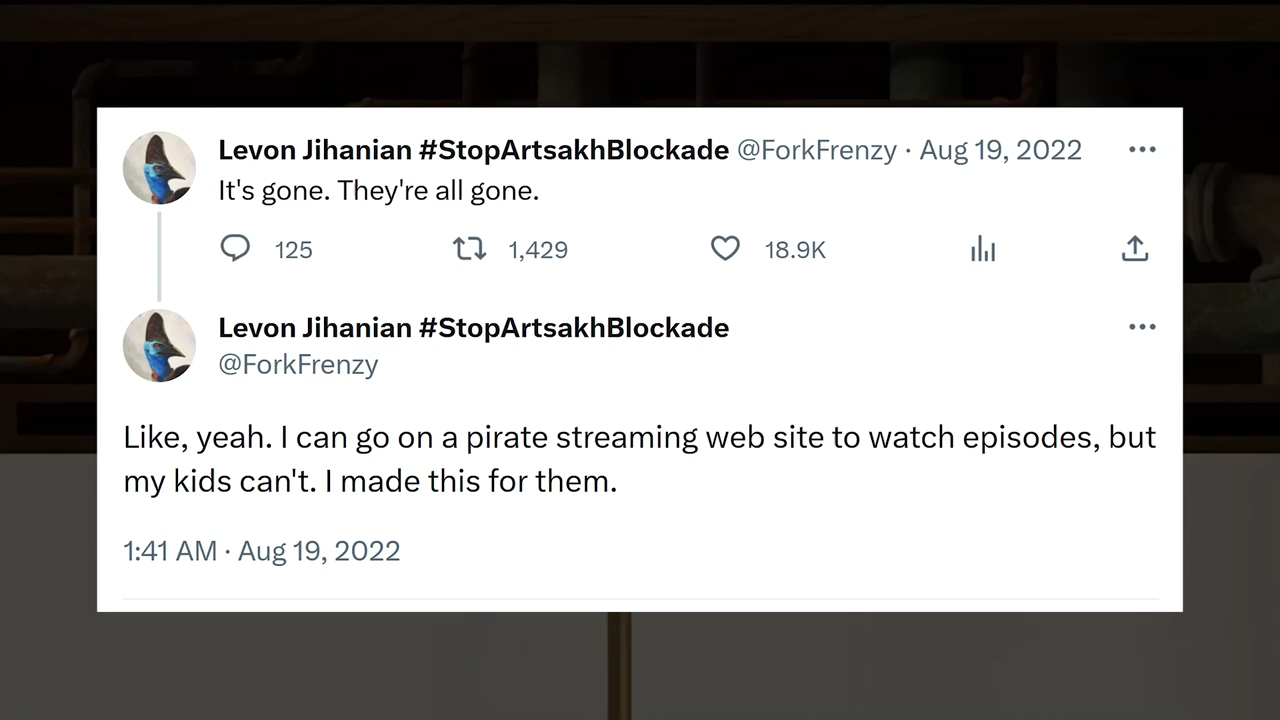 Levon Jihanian #StopArtsakhBlockade @ForkFrenzy · Aug 19, 2022
It's gone. They're all gone.
125 1,429 18.9K
Levon Jihanian #StopArtsakhBlockade
@ForkFrenzy
Like, yeah. I can go on a pirate streaming web site to watch episodes, but
my kids can't. I made this for them.
1:41 AM · Aug 19, 2022